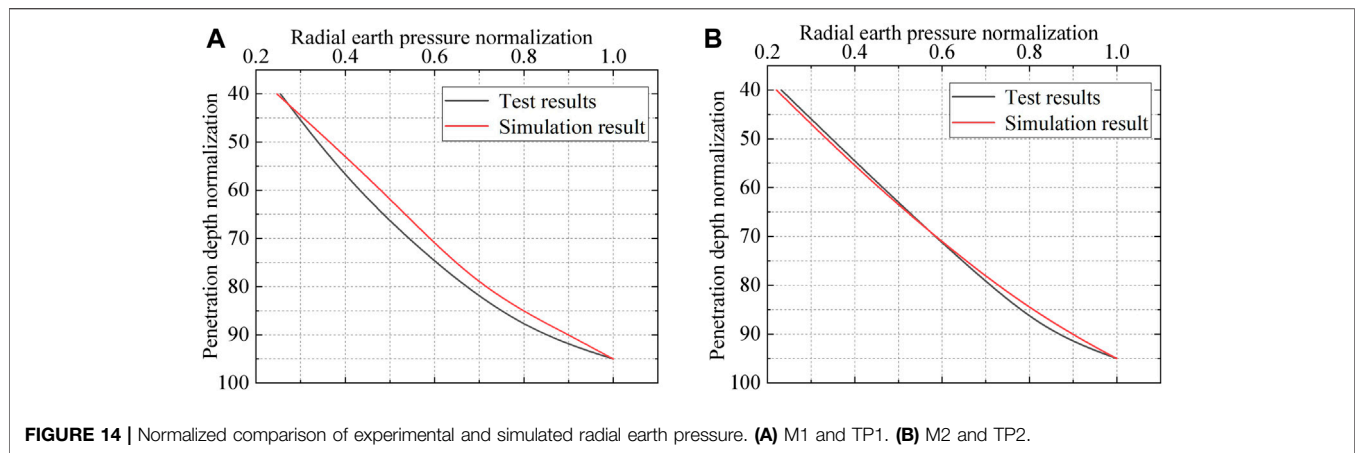 A
Radial earth pressure normalization
0.2 0.4 0.6 0.8 1.0
Test results
Simulation result
Penetration depth normalization
40
50
60
70
80
90
100
B
Radial earth pressure normalization
0.2 0.4 0.6 0.8 1.0
Test results
Simulation result
Penetration depth normalization
40
50
60
70
80
90
100
FIGURE 14 | Normalized comparison of experimental and simulated radial earth pressure. (A) M1 and TP1. (B) M2 and TP2.